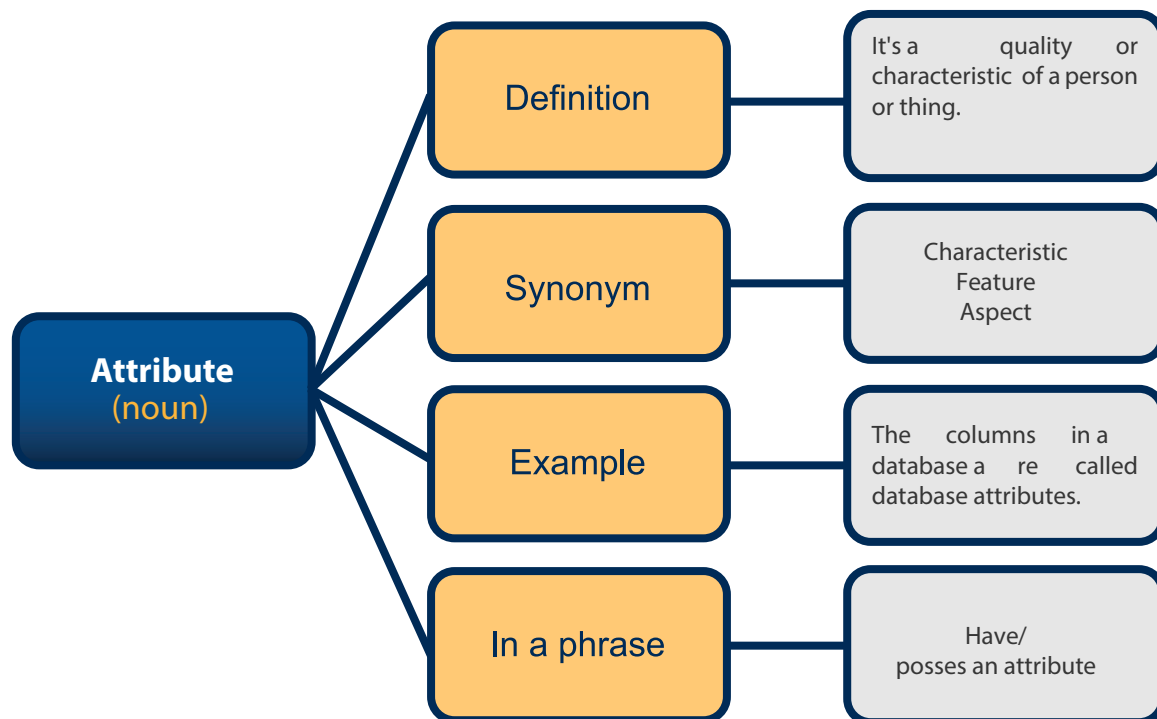 Attribute
(noun)
Definition
It's a quality or
characteristic of a person
or thing.
Synonym
Characteristic
Feature
Aspect
Example
The columns in a
database a re called
database attributes.
In a phrase
Have/
posses an attribute